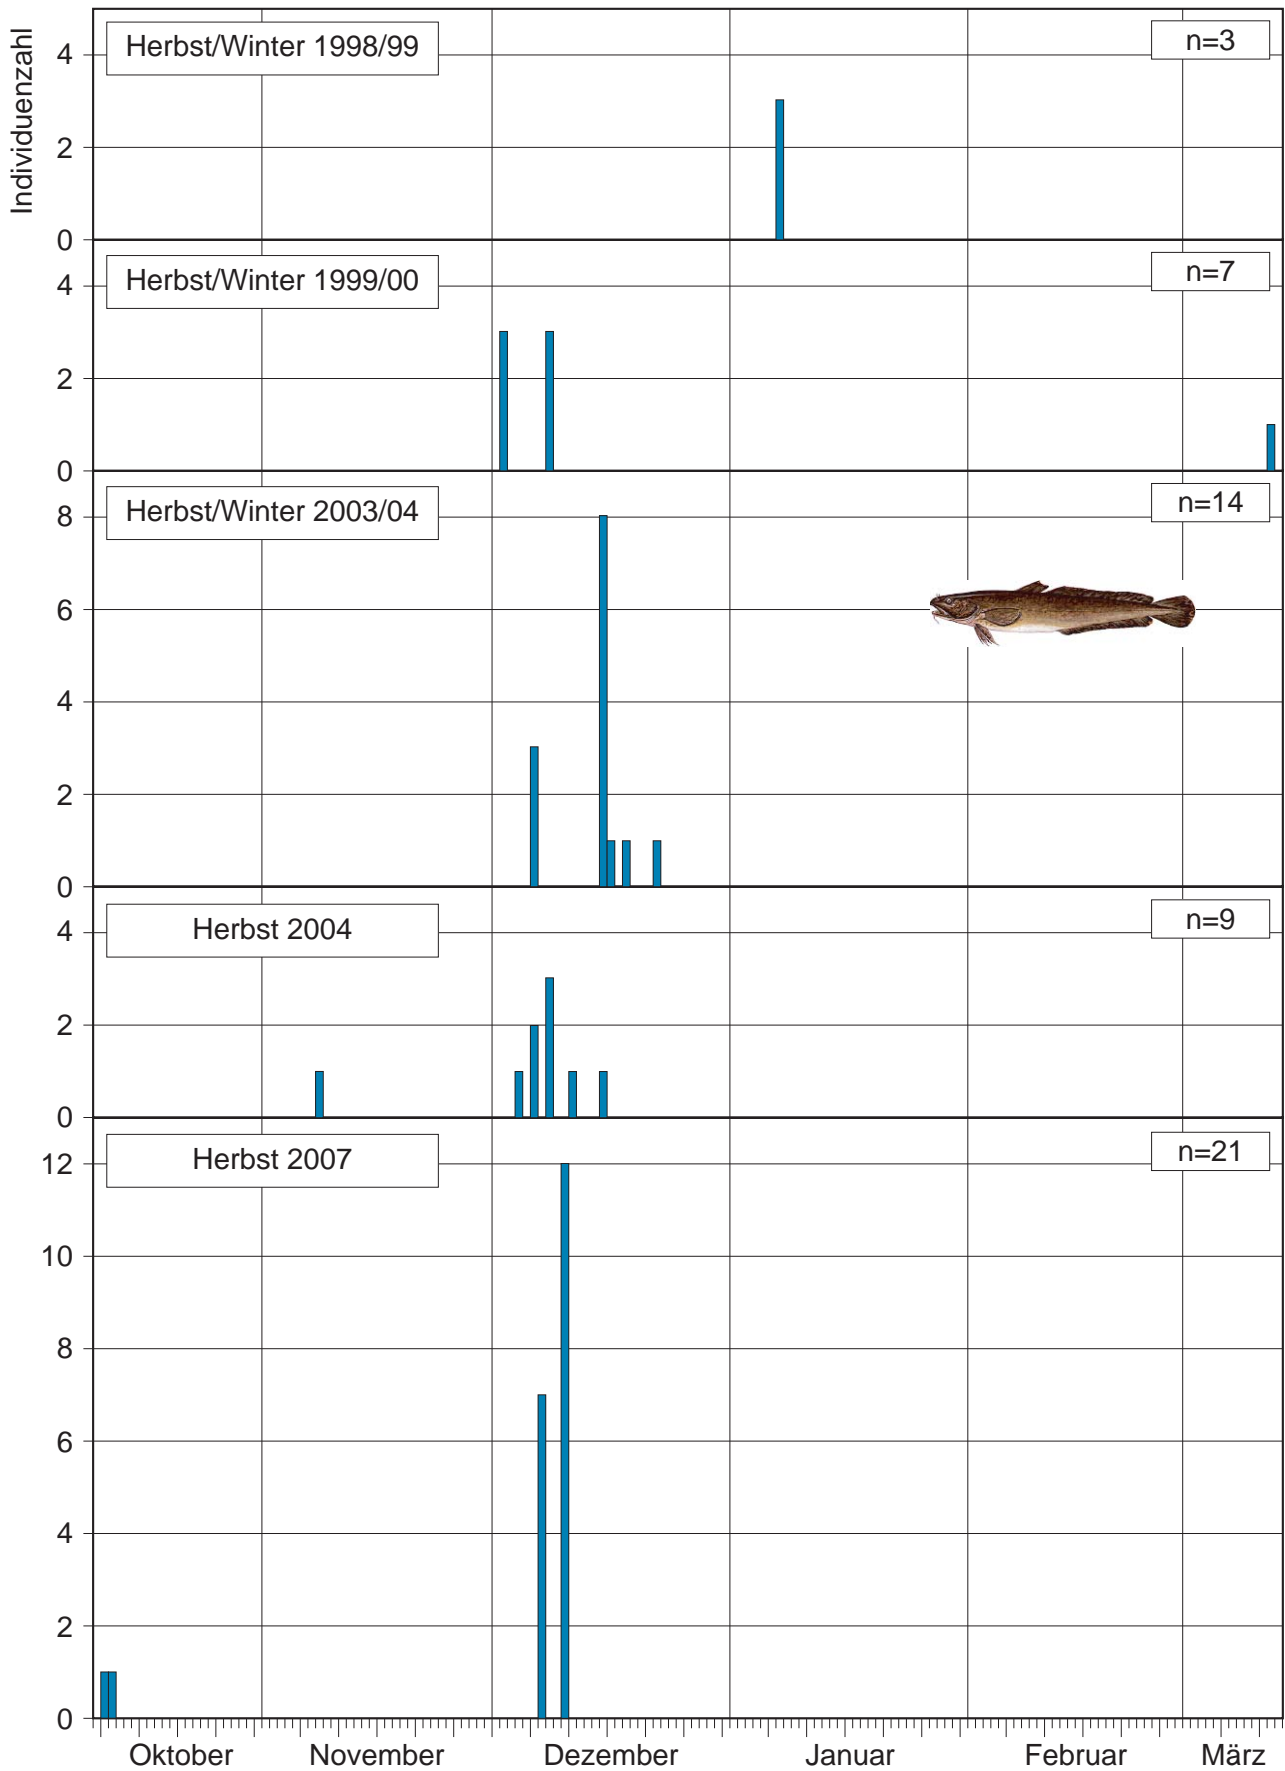 Individuenzahl
Herbst/Winter 1998/99
n=3
4
2
0
Herbst/Winter 1999/00
n=7
4
2
0
Herbst/Winter 2003/04
n=14
8
6
4
2
0
Herbst 2004
n=9
4
2
0
Herbst 2007
n=21
12
10
8
6
4
2
0
Oktober November Dezember Januar Februar März